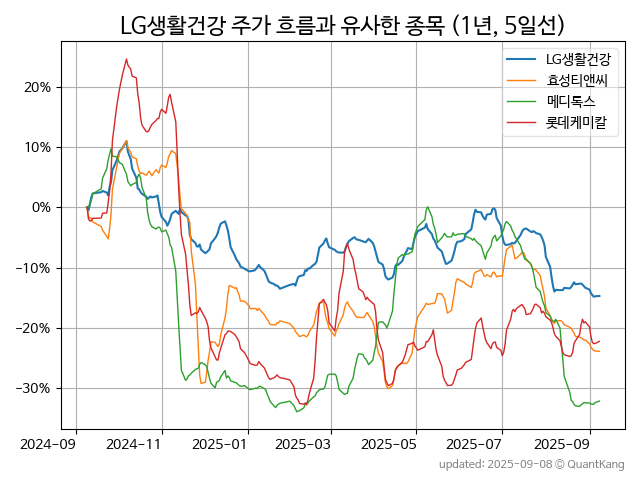 LG생활건강 주가 흐름과 유사한 종목 (1년, 5일선)
LG생활건강
효성티앤씨
메디톡스
롯데케미칼
20%
10%
0%
−10%
−20%
−30%
2024-09 2024-11 2025-01 2025-03 2025-05 2025-07 2025-09
updated: 2025-09-08 © QuantKang